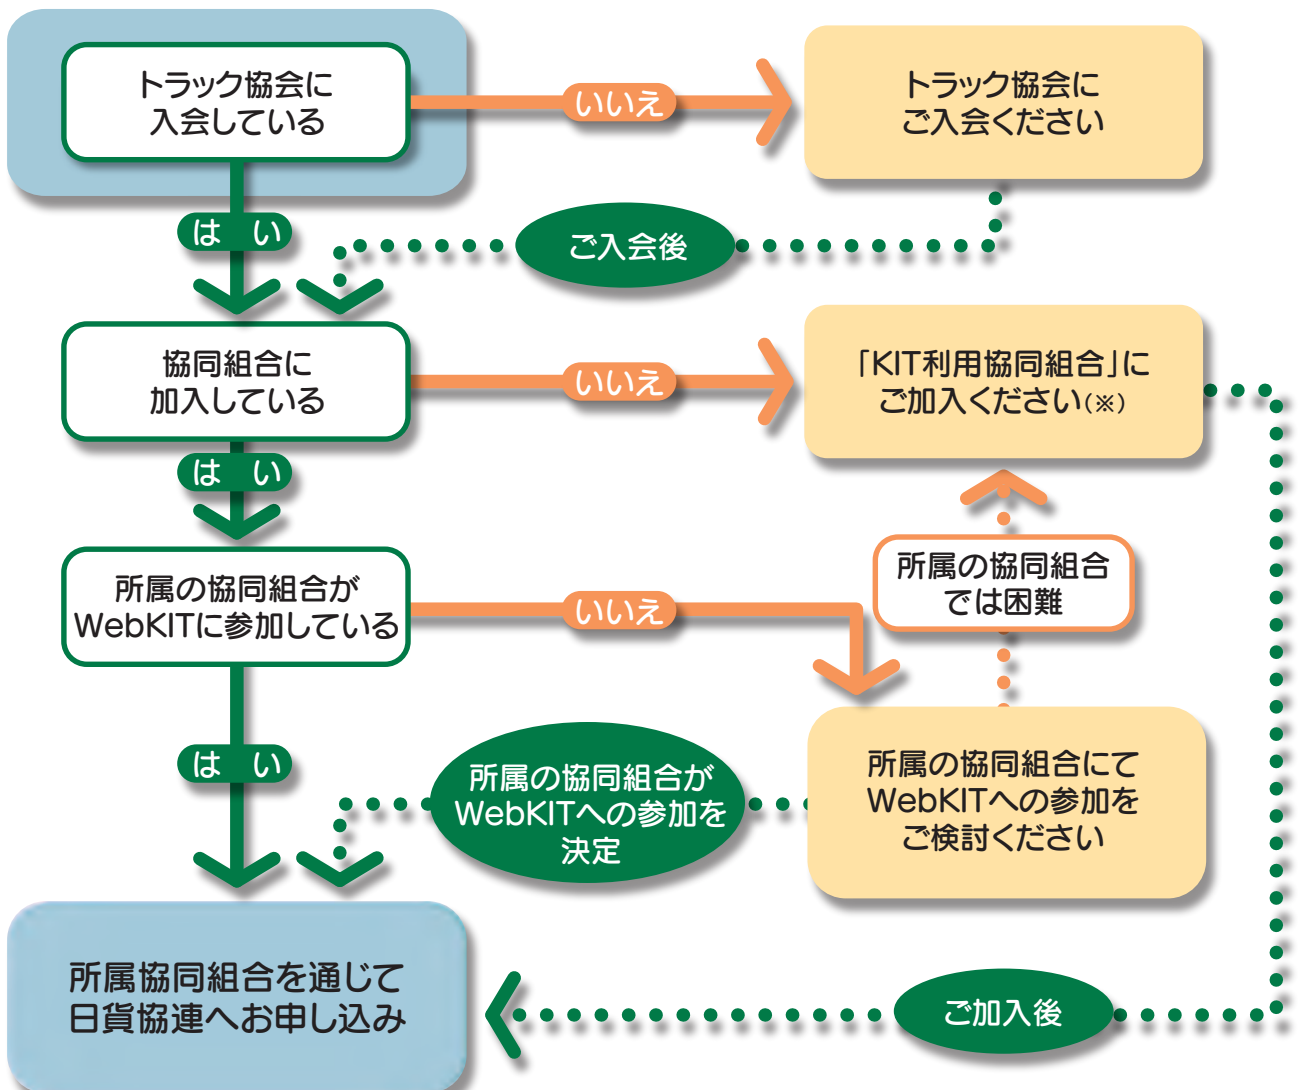 トラック協会に
入会している
いいえ
トラック協会に
ご入会ください
は い
ご入会後
協同組合に
加入している
いいえ
「KIT利用協同組合」に
ご加入ください(※)
は い
所属の協同組合が
WebKITに参加している
いいえ
所属の協同組合
では困難
は い
所属の協同組合が
WebKITへの参加を
決定
所属の協同組合にて
WebKITへの参加を
ご検討ください
所属協同組合を通じて
日貨協連へお申し込み
ご加入後